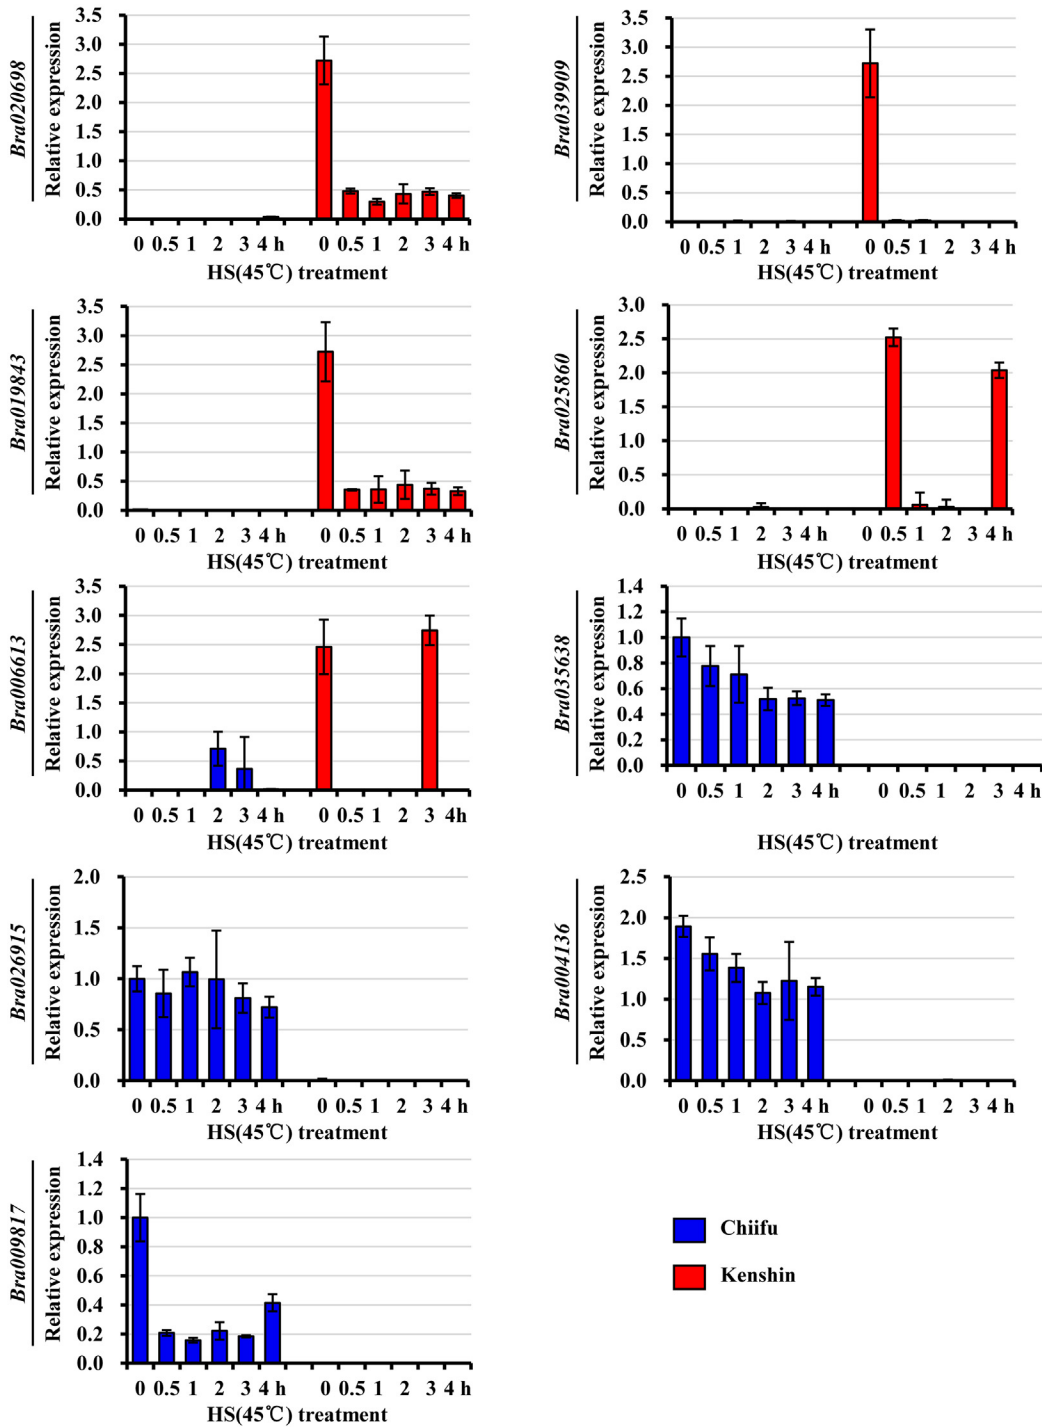 Bra020698
Relative expression
3.5
3.0
2.5
2.0
1.5
1.0
0.5
0.0
0 0.5 1 2 3 4 h 0 0.5 1 2 3 4 h
HS(45℃) treatment
Bra039909
Relative expression
3.5
3.0
2.5
2.0
1.5
1.0
0.5
0.0
0 0.5 1 2 3 4 h 0 0.5 1 2 3 4 h
HS(45℃) treatment
Bra019843
Relative expression
3.5
3.0
2.5
2.0
1.5
1.0
0.5
0.0
0 0.5 1 2 3 4 h 0 0.5 1 2 3 4 h
HS(45℃) treatment
Bra025860
Relative expression
3.0
2.5
2.0
1.5
1.0
0.5
0.0
0 0.5 1 2 3 4 h 0 0.5 1 2 3 4 h
HS(45℃) treatment
Bra006613
Relative expression
3.5
3.0
2.5
2.0
1.5
1.0
0.5
0.0
0 0.5 1 2 3 4 h 0 0.5 1 2 3 4h
HS(45℃) treatment
Bra035638
Relative expression
1.4
1.2
1.0
0.8
0.6
0.4
0.2
0.0
0 0.5 1 2 3 4 h 0 0.5 1 2 3 4 h
HS(45℃) treatment
Bra026915
Relative expression
2.0
1.5
1.0
0.5
0.0
0 0.5 1 2 3 4 h 0 0.5 1 2 3 4 h
HS(45℃) treatment
Bra004136
Relative expression
2.5
2.0
1.5
1.0
0.5
0.0
0 0.5 1 2 3 4 h 0 0.5 1 2 3 4 h
HS(45℃) treatment
Bra009817
Relative expression
1.4
1.2
1.0
0.8
0.6
0.4
0.2
0.0
0 0.5 1 2 3 4 h 0 0.5 1 2 3 4 h
HS(45℃) treatment
Chiifu
Kenshin